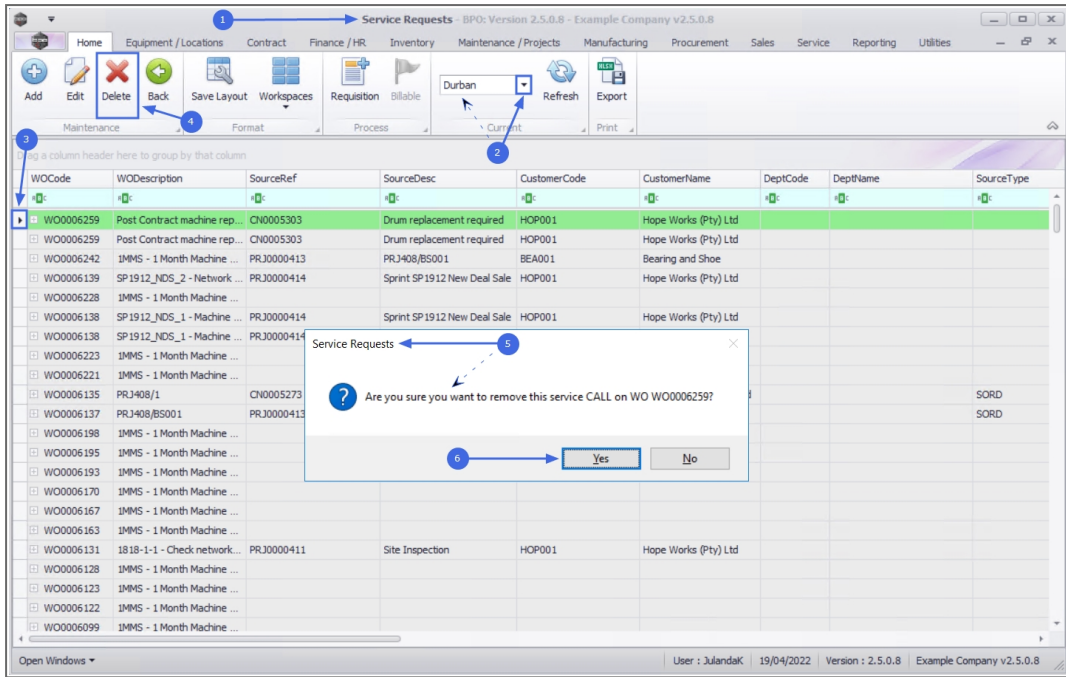 1
Service Requests - BPO: Version 2.5.0.8 - Example Company v2.5.0.8
Home Equipment / Locations Contract Finance / HR Inventory Maintenance / Projects Manufacturing Procurement Sales Service Reporting Utilities
Add Edit Delete Back Save Layout Workspaces Requisition Billable Durban Refresh Export
4
Maintenance Format Process Current Print
3 2
Drag a column header here to group by that column
WOCode WODescription SourceRef SourceDesc CustomerCode CustomerName DeptCode DeptName SourceType
WO0006259 Post Contract machine rep... CN0005303 Drum replacement required HOP001 Hope Works (Pty) Ltd
WO0006259 Post Contract machine rep... CN0005303 Drum replacement required HOP001 Hope Works (Pty) Ltd
WO0006242 1MMS - 1 Month Machine ... PRJ0000413 PRJ408/BS001 BEA001 Bearing and Shoe
WO0006139 SP1912_NDS_2 - Network ... PRJ0000414 Sprint SP1912 New Deal Sale HOP001 Hope Works (Pty) Ltd
WO0006228 1MMS - 1 Month Machine ...
WO0006138 SP1912_NDS_1 - Machine ... PRJ0000414 Sprint SP1912 New Deal Sale HOP001 Hope Works (Pty) Ltd
WO0006138 SP1912_NDS_1 - Machine ... PRJ0000414
WO0006223 1MMS - 1 Month Machine ...
WO0006221 1MMS - 1 Month Machine ...
WO0006135 PRJ408/1 CN0005273 SORD
WO0006137 PRJ408/BS001 PRJ0000413 SORD
WO0006198 1MMS - 1 Month Machine ...
WO0006195 1MMS - 1 Month Machine ...
WO0006193 1MMS - 1 Month Machine ...
WO0006170 1MMS - 1 Month Machine ...
WO0006167 1MMS - 1 Month Machine ...
WO0006163 1MMS - 1 Month Machine ...
WO0006131 1818-1-1 - Check network... PRJ0000411 Site Inspection HOP001 Hope Works (Pty) Ltd
WO0006128 1MMS - 1 Month Machine ...
WO0006123 1MMS - 1 Month Machine ...
WO0006122 1MMS - 1 Month Machine ...
WO0006099 1MMS - 1 Month Machine ...
Service Requests 5
Are you sure you want to remove this service CALL on WO WO0006259?
6 Yes No
Open Windows User : JulandaK 19/04/2022 Version : 2.5.0.8 Example Company v2.5.0.8